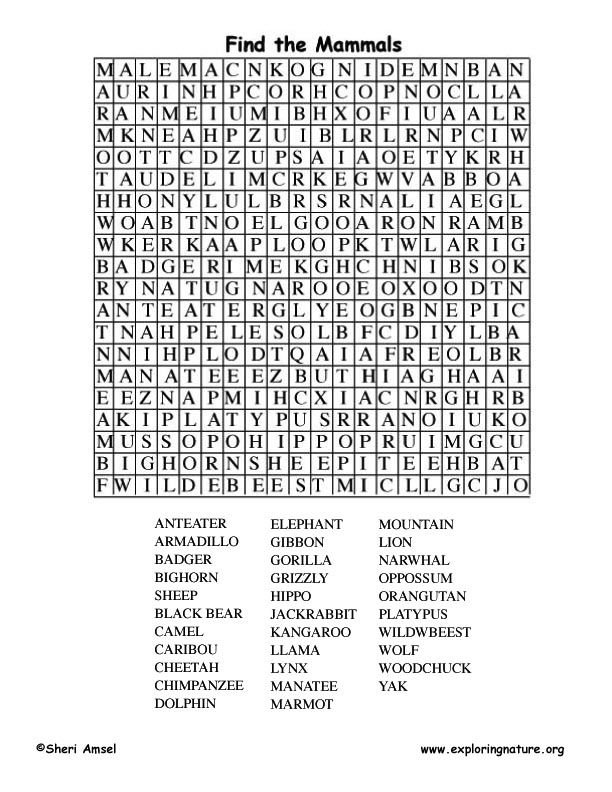 Find the Mammals
M A L E M A C N K O G N I D E M N B A N
A U R I N H P C O R H C O P N O C L L A
R A N M E I U M I B H X O F I U A A L R
M K N E A H P Z U I B L R L R N P C I W
O O T T C D Z U P S A I A O E T Y K R H
T A U D E L I M C R K E G W V A B B O A
H H O N Y L U L B R S R N A L I A E G L
W O A B T N O E L G O O A R O N R A M B
W K E R K A A P L O O P K T W L A R I G
B A D G E R I M E K G H C H N I B S O K
R Y N A T U G N A R O O E O X O O D T N
A N T E A T E R G L Y E O G B N E P I C
T N A H P E L E S O L B F C D I Y L B A
N N I H P L O D T Q A I A F R E O L B R
M A N A T E E E Z B U T H I A G H A A I
E E Z N A P M I H C X I A C N R G H R B
A K I P L A T Y P U S R R A N O I U K O
M U S S O P O H I P P O P R U I M G C U
B I G H O R N S H E E P I T E E H B A T
F W I L D E B E E S T M I C L L G C J O
ANTEATER
ARMADILLO
BADGER
BIGHORN
SHEEP
BLACK BEAR
CAMEL
CARIBOU
CHEETAH
CHIMPANZEE
DOLPHIN
ELEPHANT
GIBBON
GORILLA
GRIZZLY
HIPPO
JACKRABBIT
KANGAROO
LLAMA
LYNX
MANATEE
MARMOT
MOUNTAIN
LION
NARWHAL
OPPOSSUM
ORANGUTAN
PLATYPUS
WILDWBEEST
WOLF
WOODCHUCK
YAK
©Sheri Amsel
www.exploringnature.org